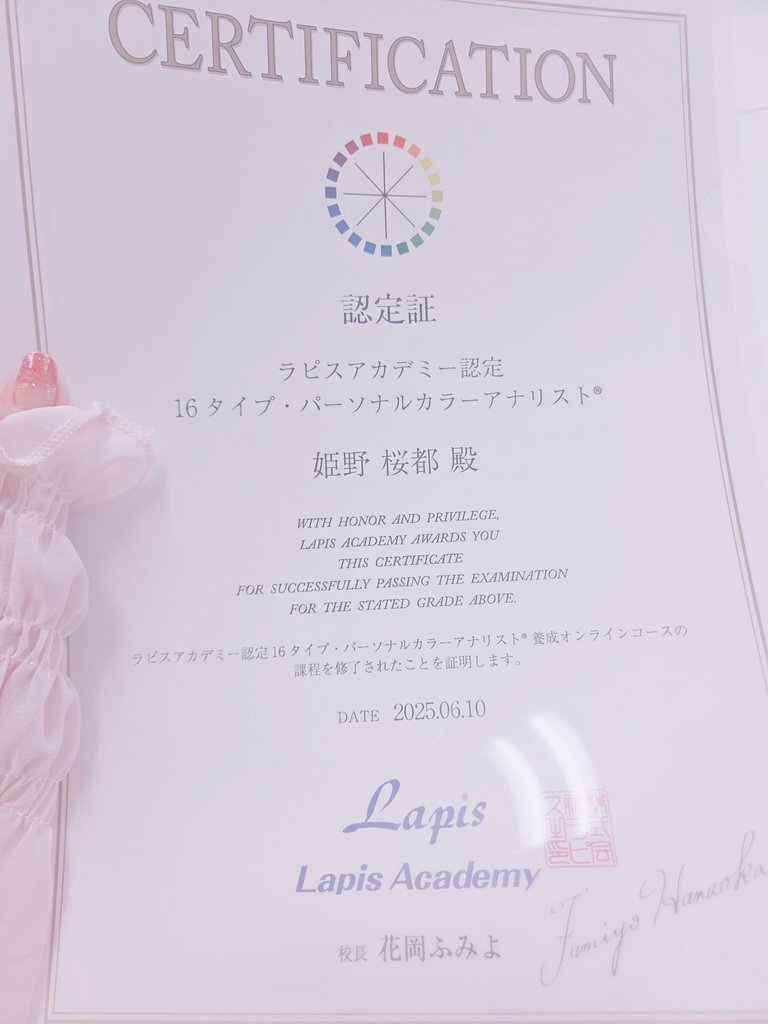 CERTIFICATION
認定証
ラピスアカデミー認定
16 タイプ・パーソナルカラーアナリスト®
姫野 桜都 殿
WITH HONOR AND PRIVILEGE,
LAPIS ACADEMY AWARDS YOU
THIS CERTIFICATE
FOR SUCCESSFULLY PASSING THE EXAMINATION
FOR THE STATED GRADE ABOVE.
ラピスアカデミー認定 16 タイプ・パーソナルカラーアナリスト® 養成オンラインコースの
課程を修了されたことを証明します。
DATE 2025.06.10
Lapis
Lapis Academy
校長 花岡ふみよ
Fumiyo Hanaoka